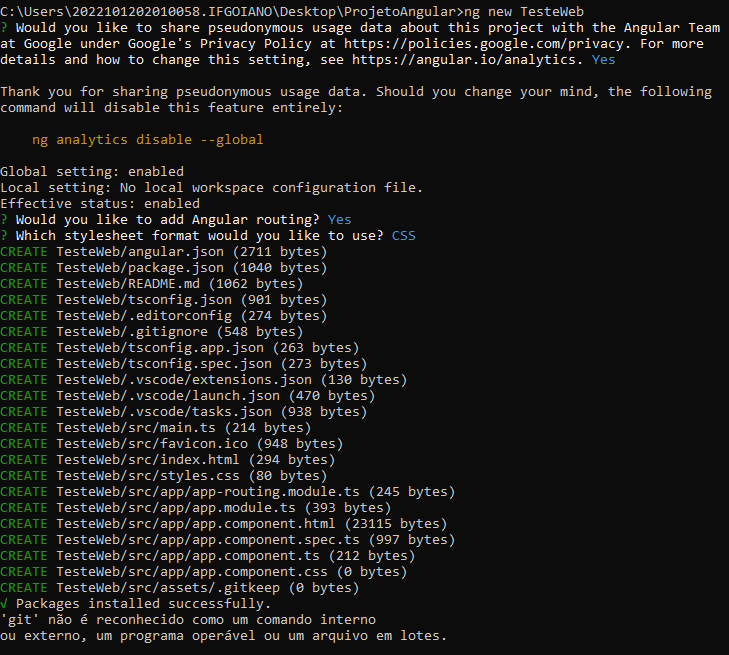 C:\Users\2022101202010058.IFGOIANO\Desktop\ProjetoAngular>ng new TesteWeb
? Would you like to share pseudonymous usage data about this project with the Angular Team
at Google under Google's Privacy Policy at https://policies.google.com/privacy. For more
details and how to change this setting, see https://angular.io/analytics. Yes
Thank you for sharing pseudonymous usage data. Should you change your mind, the following
command will disable this feature entirely:
ng analytics disable --global
Global setting: enabled
Local setting: No local workspace configuration file.
Effective status: enabled
? Would you like to add Angular routing? Yes
? Which stylesheet format would you like to use? CSS
CREATE TesteWeb/angular.json (2711 bytes)
CREATE TesteWeb/package.json (1040 bytes)
CREATE TesteWeb/README.md (1062 bytes)
CREATE TesteWeb/tsconfig.json (901 bytes)
CREATE TesteWeb/.editorconfig (274 bytes)
CREATE TesteWeb/.gitignore (548 bytes)
CREATE TesteWeb/tsconfig.app.json (263 bytes)
CREATE TesteWeb/tsconfig.spec.json (273 bytes)
CREATE TesteWeb/.vscode/extensions.json (130 bytes)
CREATE TesteWeb/.vscode/launch.json (470 bytes)
CREATE TesteWeb/.vscode/tasks.json (938 bytes)
CREATE TesteWeb/src/main.ts (214 bytes)
CREATE TesteWeb/src/favicon.ico (948 bytes)
CREATE TesteWeb/src/index.html (294 bytes)
CREATE TesteWeb/src/styles.css (80 bytes)
CREATE TesteWeb/src/app/app-routing.module.ts (245 bytes)
CREATE TesteWeb/src/app/app.module.ts (393 bytes)
CREATE TesteWeb/src/app/app.component.html (23115 bytes)
CREATE TesteWeb/src/app/app.component.spec.ts (997 bytes)
CREATE TesteWeb/src/app/app.component.ts (212 bytes)
CREATE TesteWeb/src/app/app.component.css (0 bytes)
CREATE TesteWeb/src/assets/.gitkeep (0 bytes)
√ Packages installed successfully.
'git' não é reconhecido como um comando interno
ou externo, um programa operável ou um arquivo em lotes.